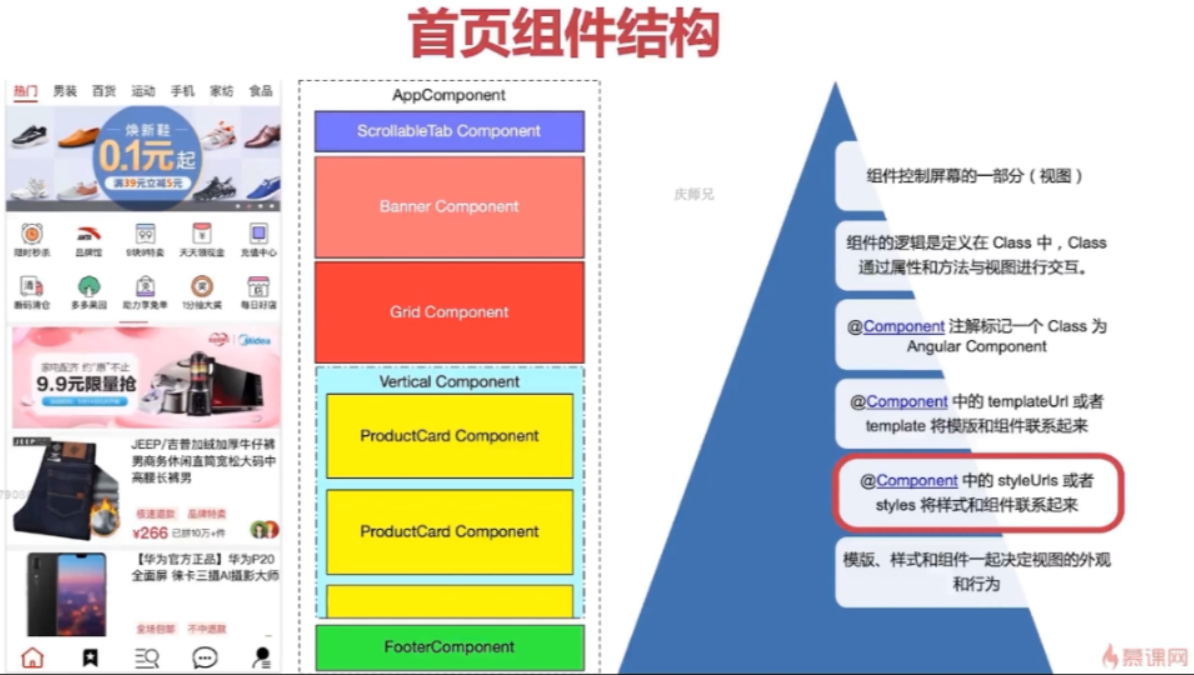 首页组件结构
热门 男装 百货 运动 手机 家纺 食品
焕新鞋
0.1元起
满39元立减5元
限时秒杀 品牌馆 9块9特卖 天天领现金 充值中心
断码清仓 多多果园 助力享免单 1分抽大奖 每日好店
Midea
9.9元限量抢
JEEP
JEEP/吉普加绒加厚牛仔裤
男商务休闲直筒宽松大码中
高腰长裤男
极速退款 品牌特卖
¥266 已拼10万+件
【华为官方正品】华为P20
全面屏 徕卡三摄AI摄影大师
全场包邮 不中退款
AppComponent
ScrollableTab Component
Banner Component
Grid Component
Vertical Component
ProductCard Component
ProductCard Component
FooterComponent
庆师兄
组件控制屏幕的一部分（视图）
组件的逻辑是定义在 Class 中，Class
通过属性和方法与视图进行交互。
@Component 注解标记一个 Class 为
Angular Component
@Component 中的 templateUrl 或者
template 将模版和组件联系起来
@Component 中的 styleUrls 或者
styles 将样式和组件联系起来
模版、样式和组件一起决定视图的外观
和行为
慕课网